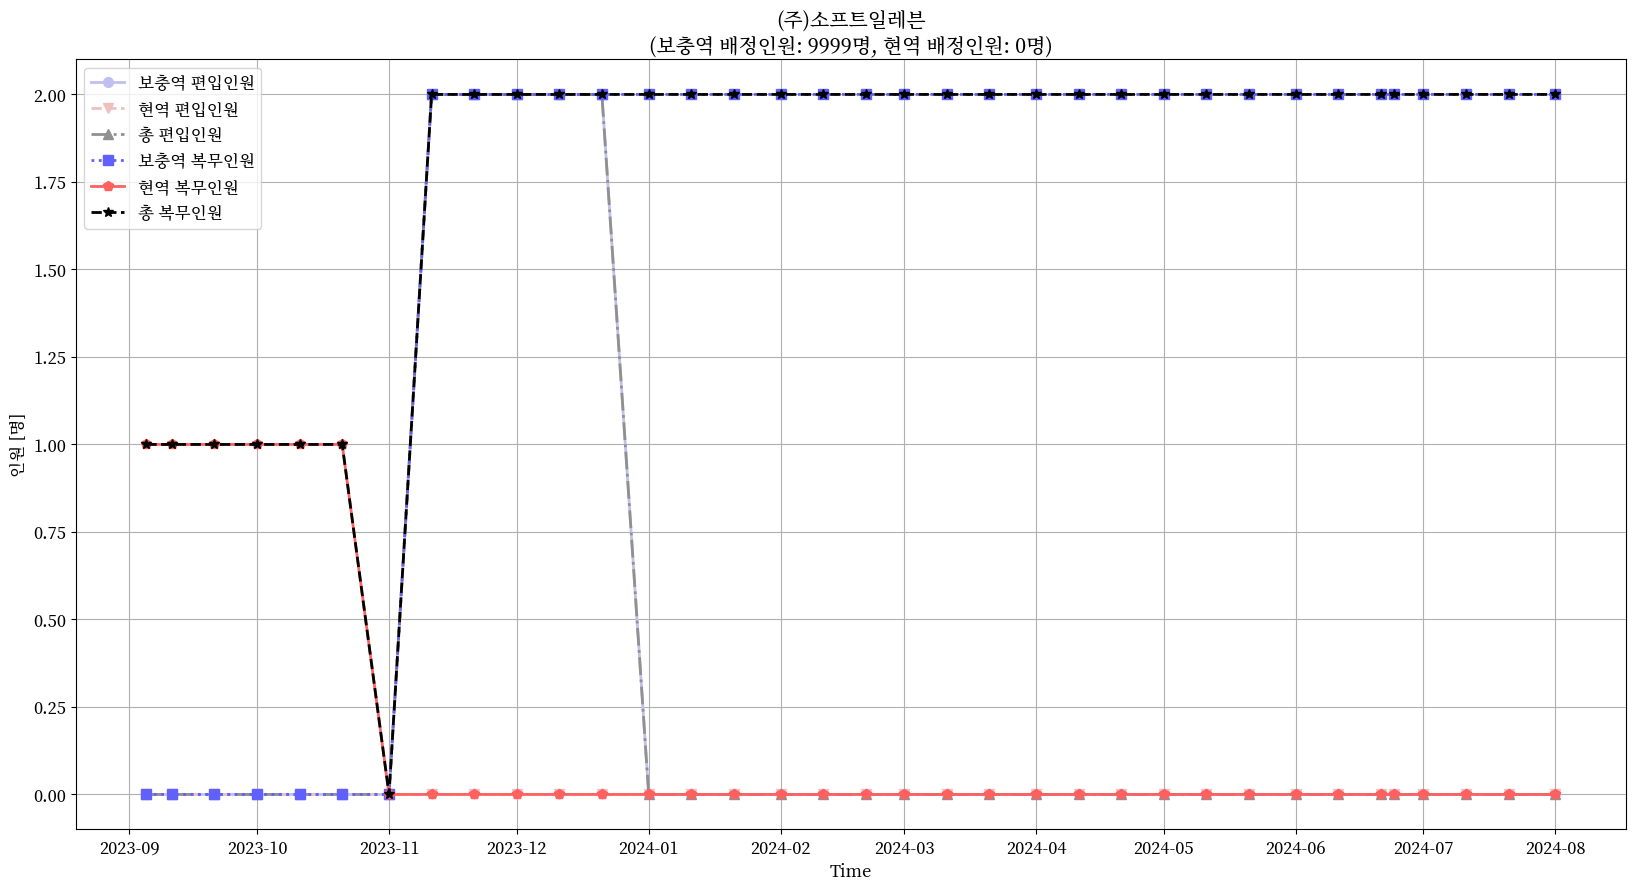 (주)소프트일레븐
(보충역 배정인원: 9999명, 현역 배정인원: 0명)
보충역 편입인원
현역 편입인원
총 편입인원
보충역 복무인원
현역 복무인원
총 복무인원
2.00
1.75
1.50
1.25
1.00
0.75
0.50
0.25
0.00
인원 [명]
2023-09 2023-10 2023-11 2023-12 2024-01 2024-02 2024-03 2024-04 2024-05 2024-06 2024-07 2024-08
Time